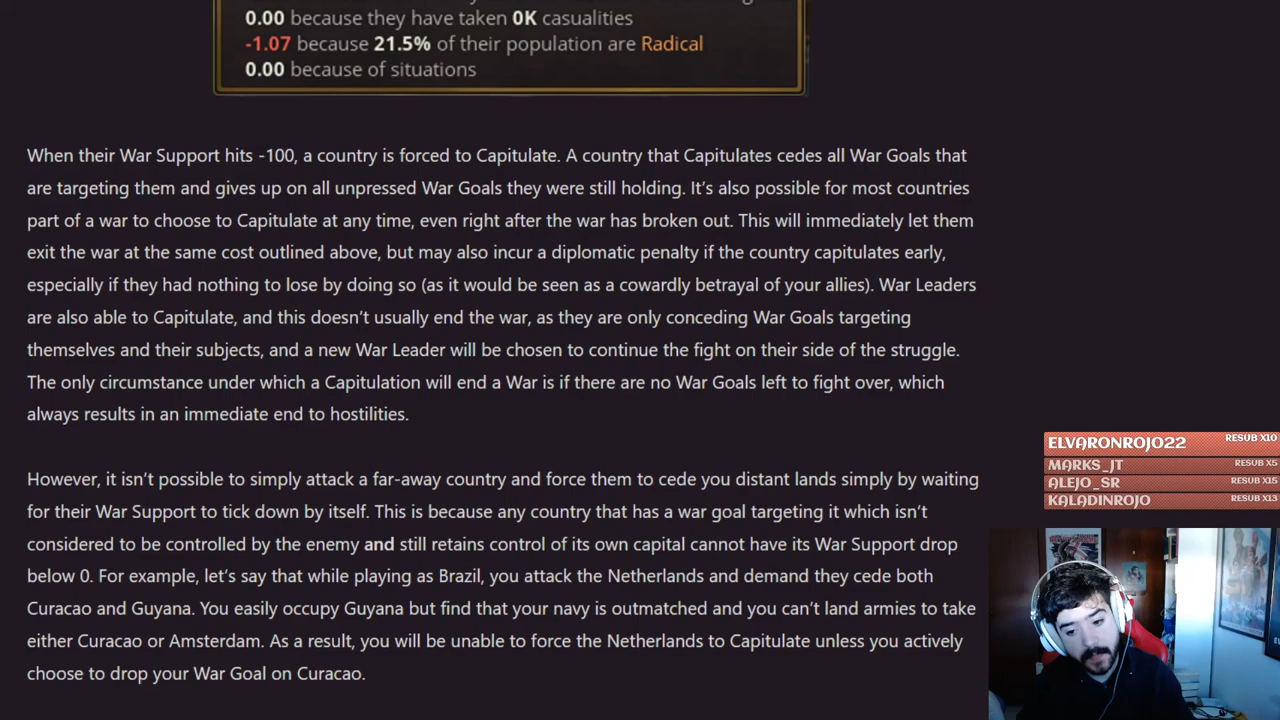 0.00 because they have taken 0K casualities
-1.07 because 21.5% of their population are Radical
0.00 because of situations
When their War Support hits -100, a country is forced to Capitulate. A country that Capitulates cedes all War Goals that
are targeting them and gives up on all unpressed War Goals they were still holding. It’s also possible for most countries
part of a war to choose to Capitulate at any time, even right after the war has broken out. This will immediately let them
exit the war at the same cost outlined above, but may also incur a diplomatic penalty if the country capitulates early,
especially if they had nothing to lose by doing so (as it would be seen as a cowardly betrayal of your allies). War Leaders
are also able to Capitulate, and this doesn’t usually end the war, as they are only conceding War Goals targeting
themselves and their subjects, and a new War Leader will be chosen to continue the fight on their side of the struggle.
The only circumstance under which a Capitulation will end a War is if there are no War Goals left to fight over, which
always results in an immediate end to hostilities.
However, it isn’t possible to simply attack a far-away country and force them to cede you distant lands simply by waiting
for their War Support to tick down by itself. This is because any country that has a war goal targeting it which isn’t
considered to be controlled by the enemy and still retains control of its own capital cannot have its War Support drop
below 0. For example, let’s say that while playing as Brazil, you attack the Netherlands and demand they cede both
Curacao and Guyana. You easily occupy Guyana but find that your navy is outmatched and you can’t land armies to take
either Curacao or Amsterdam. As a result, you will be unable to force the Netherlands to Capitulate unless you actively
choose to drop your War Goal on Curacao.
ELVARONROJO22 RESUB X10
MARKS_JT RESUB X5
ALEJO_SR RESUB X15
KALADINROJO RESUB X13